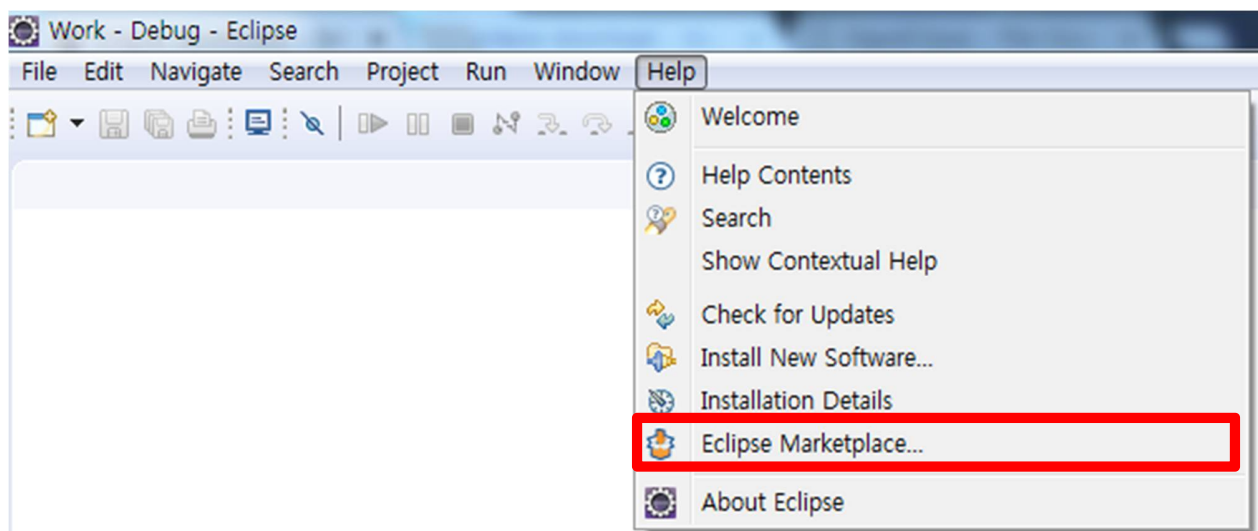 Work - Debug - Eclipse
File Edit Navigate Search Project Run Window Help
Welcome
Help Contents
Search
Show Contextual Help
Check for Updates
Install New Software...
Installation Details
Eclipse Marketplace...
About Eclipse